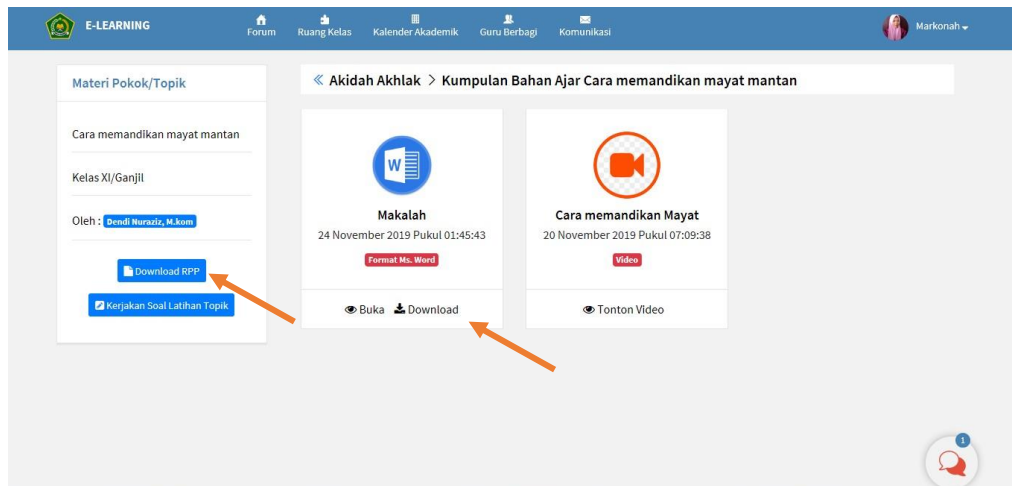 E-LEARNING
Forum
Ruang Kelas
Kalender Akademik
Guru Berbagi
Komunikasi
Markonah
Materi Pokok/Topik
Cara memandikan mayat mantan
Kelas XI/Ganjil
Oleh : Dendi Nuraziz, M.kom
Download RPP
Kerjakan Soal Latihan Topik
« Akidah Akhlak > Kumpulan Bahan Ajar Cara memandikan mayat mantan
W
Makalah
24 November 2019 Pukul 01:45:43
Format Ms. Word
Buka Download
Cara memandikan Mayat
20 November 2019 Pukul 07:09:38
Video
Tonton Video
1